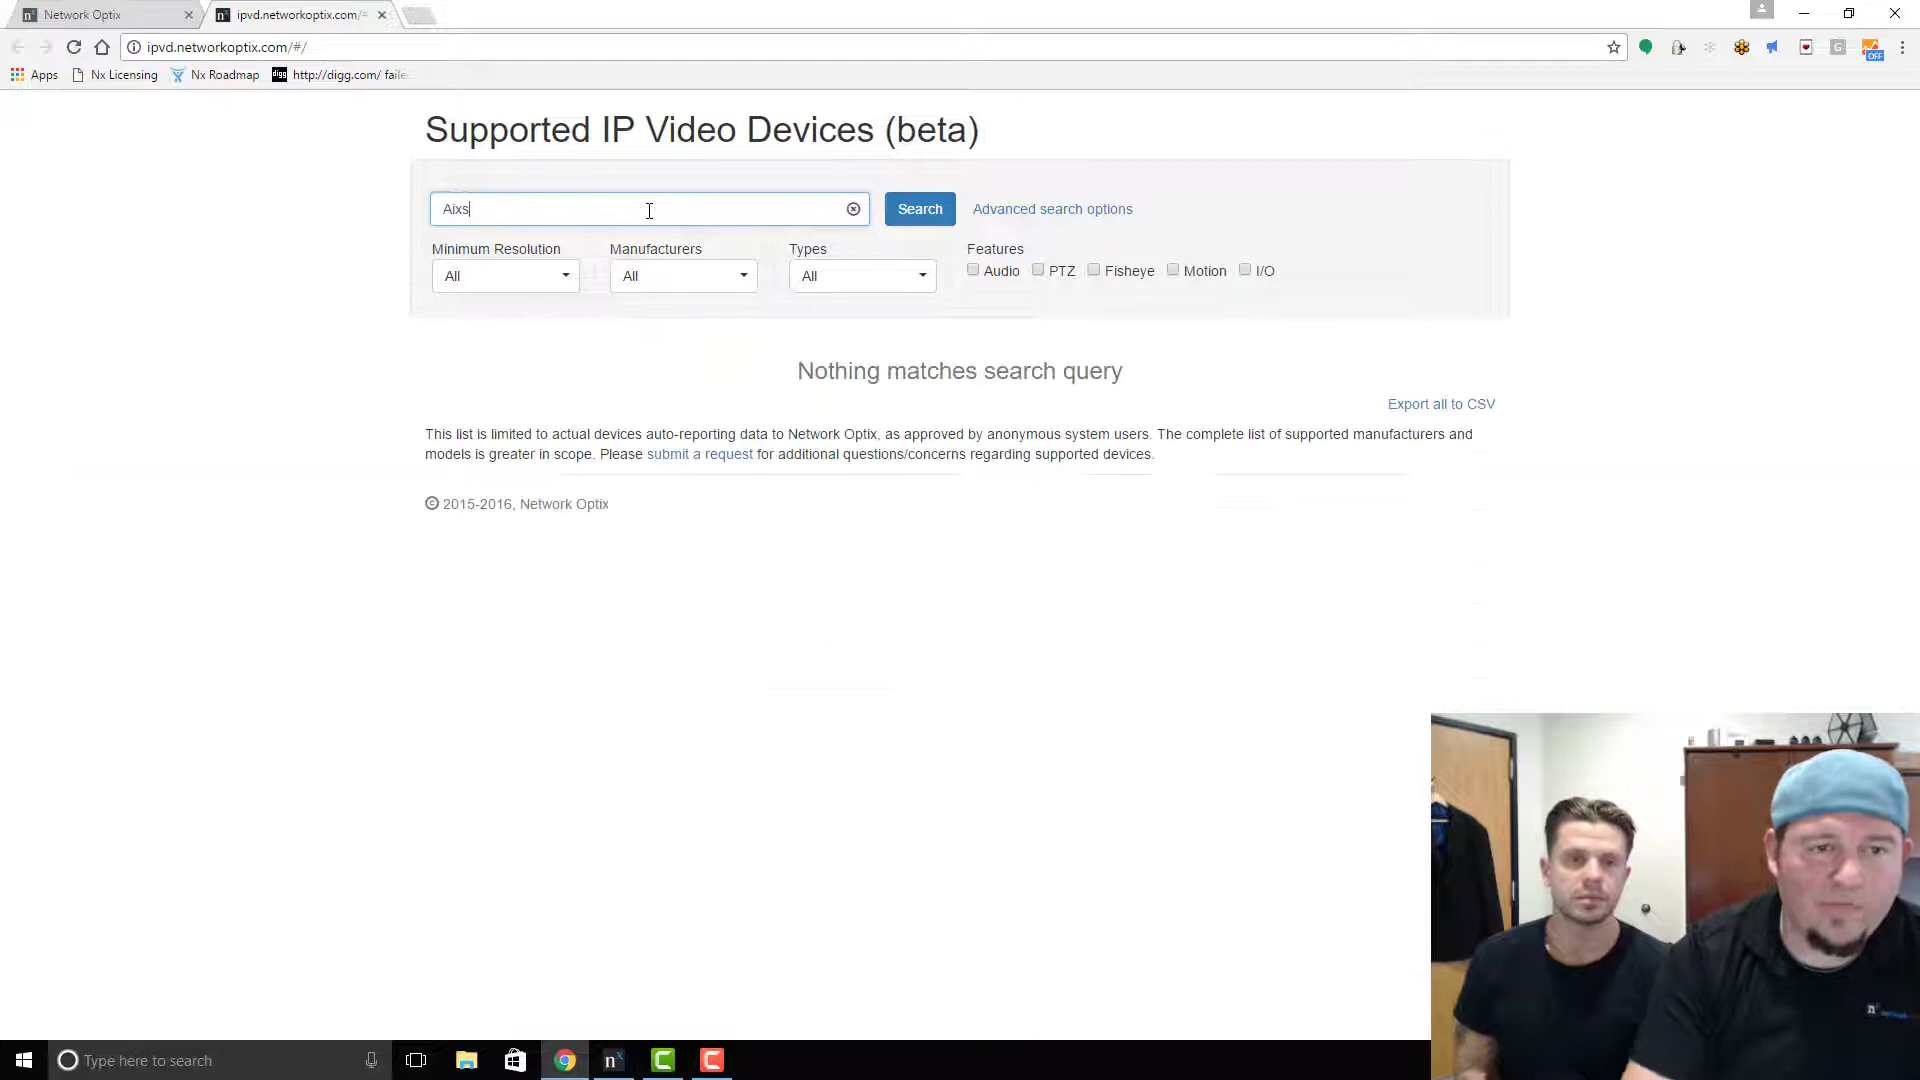 Network Optix
ipvd.networkoptix.com/#
ipvd.networkoptix.com/#/
Apps
Nx Licensing
Nx Roadmap
digg
http://digg.com/ faile
OFF
Supported IP Video Devices (beta)
Aixs
Search
Advanced search options
Minimum Resolution
Manufacturers
Types
Features
All
All
All
Audio
PTZ
Fisheye
Motion
I/O
Nothing matches search query
Export all to CSV
This list is limited to actual devices auto-reporting data to Network Optix, as approved by anonymous system users. The complete list of supported manufacturers and
models is greater in scope. Please submit a request for additional questions/concerns regarding supported devices.
© 2015-2016, Network Optix
Type here to search